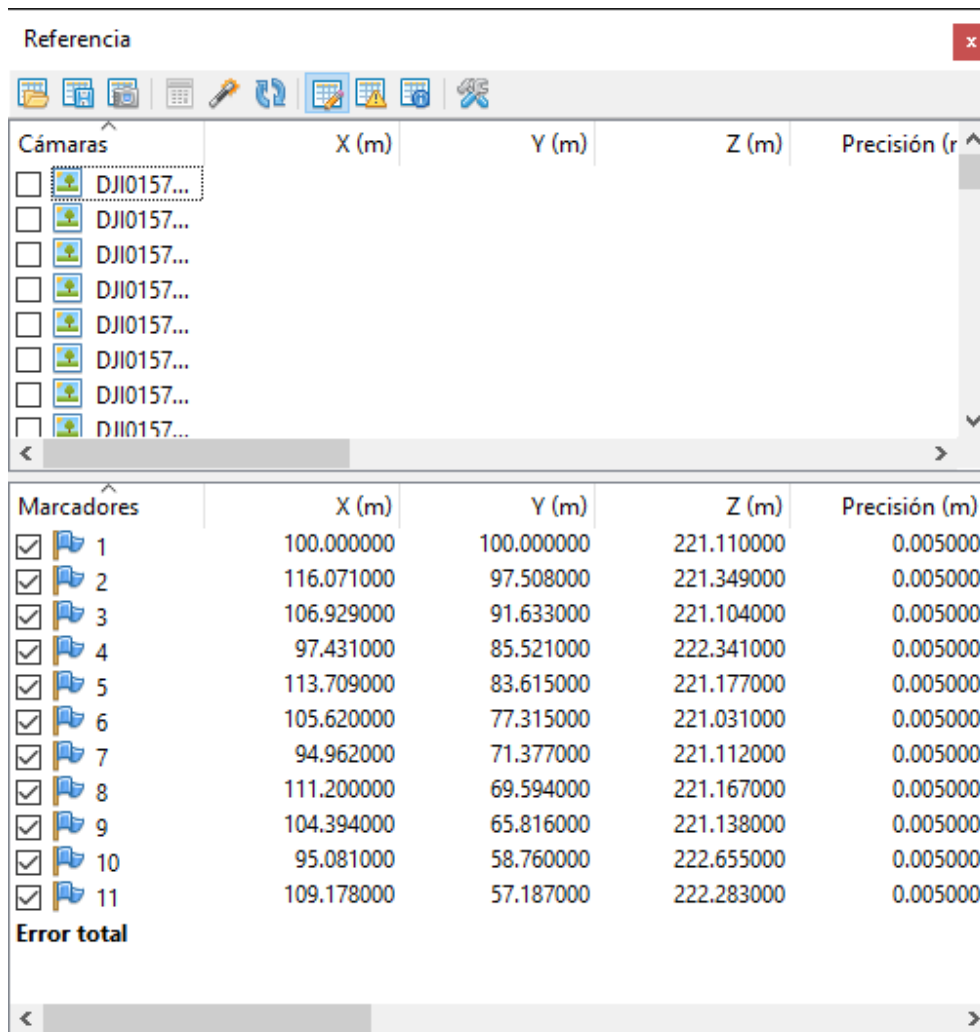 Referencia
x
Cámaras X (m) Y (m) Z (m) Precisión (r
DJI0157...
DJI0157...
DJI0157...
DJI0157...
DJI0157...
DJI0157...
DJI0157...
DJI0157...
Marcadores X (m) Y (m) Z (m) Precisión (m)
1 100.000000 100.000000 221.110000 0.005000
2 116.071000 97.508000 221.349000 0.005000
3 106.929000 91.633000 221.104000 0.005000
4 97.431000 85.521000 222.341000 0.005000
5 113.709000 83.615000 221.177000 0.005000
6 105.620000 77.315000 221.031000 0.005000
7 94.962000 71.377000 221.112000 0.005000
8 111.200000 69.594000 221.167000 0.005000
9 104.394000 65.816000 221.138000 0.005000
10 95.081000 58.760000 222.655000 0.005000
11 109.178000 57.187000 222.283000 0.005000
Error total